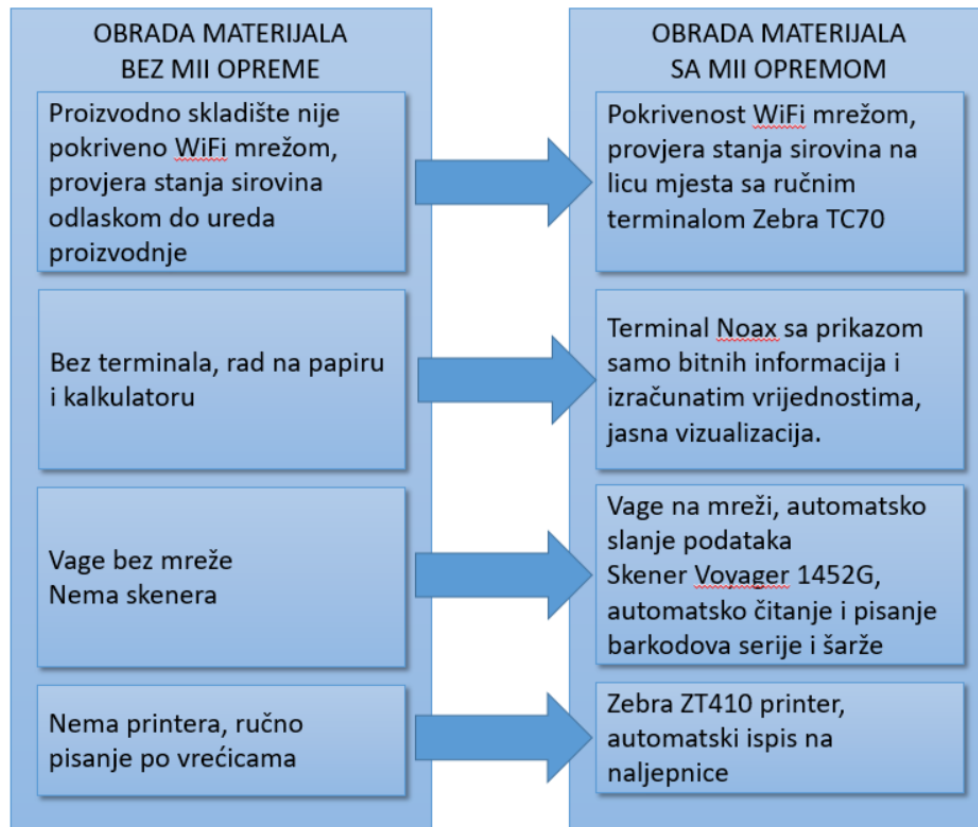 OBRADA MATERIJALA
BEZ MII OPREME
Proizvodno skladište nije
pokriveno WiFi mrežom,
provjera stanja sirovina
odlaskom do ureda
proizvodnje
Bez terminala, rad na papiru
i kalkulatoru
Vage bez mreže
Nema skenera
Nema printera, ručno
pisanje po vrećicama
OBRADA MATERIJALA
SA MII OPREMOM
Pokrivenost WiFi mrežom,
provjera stanja sirovina na
licu mjesta sa ručnim
terminalom Zebra TC70
Terminal Noax sa prikazom
samo bitnih informacija i
izračunatim vrijednostima,
jasna vizualizacija.
Vage na mreži, automatsko
slanje podataka
Skener Voyager 1452G,
automatsko čitanje i pisanje
barkodova serije i šarže
Zebra ZT410 printer,
automatski ispis na
naljepnice